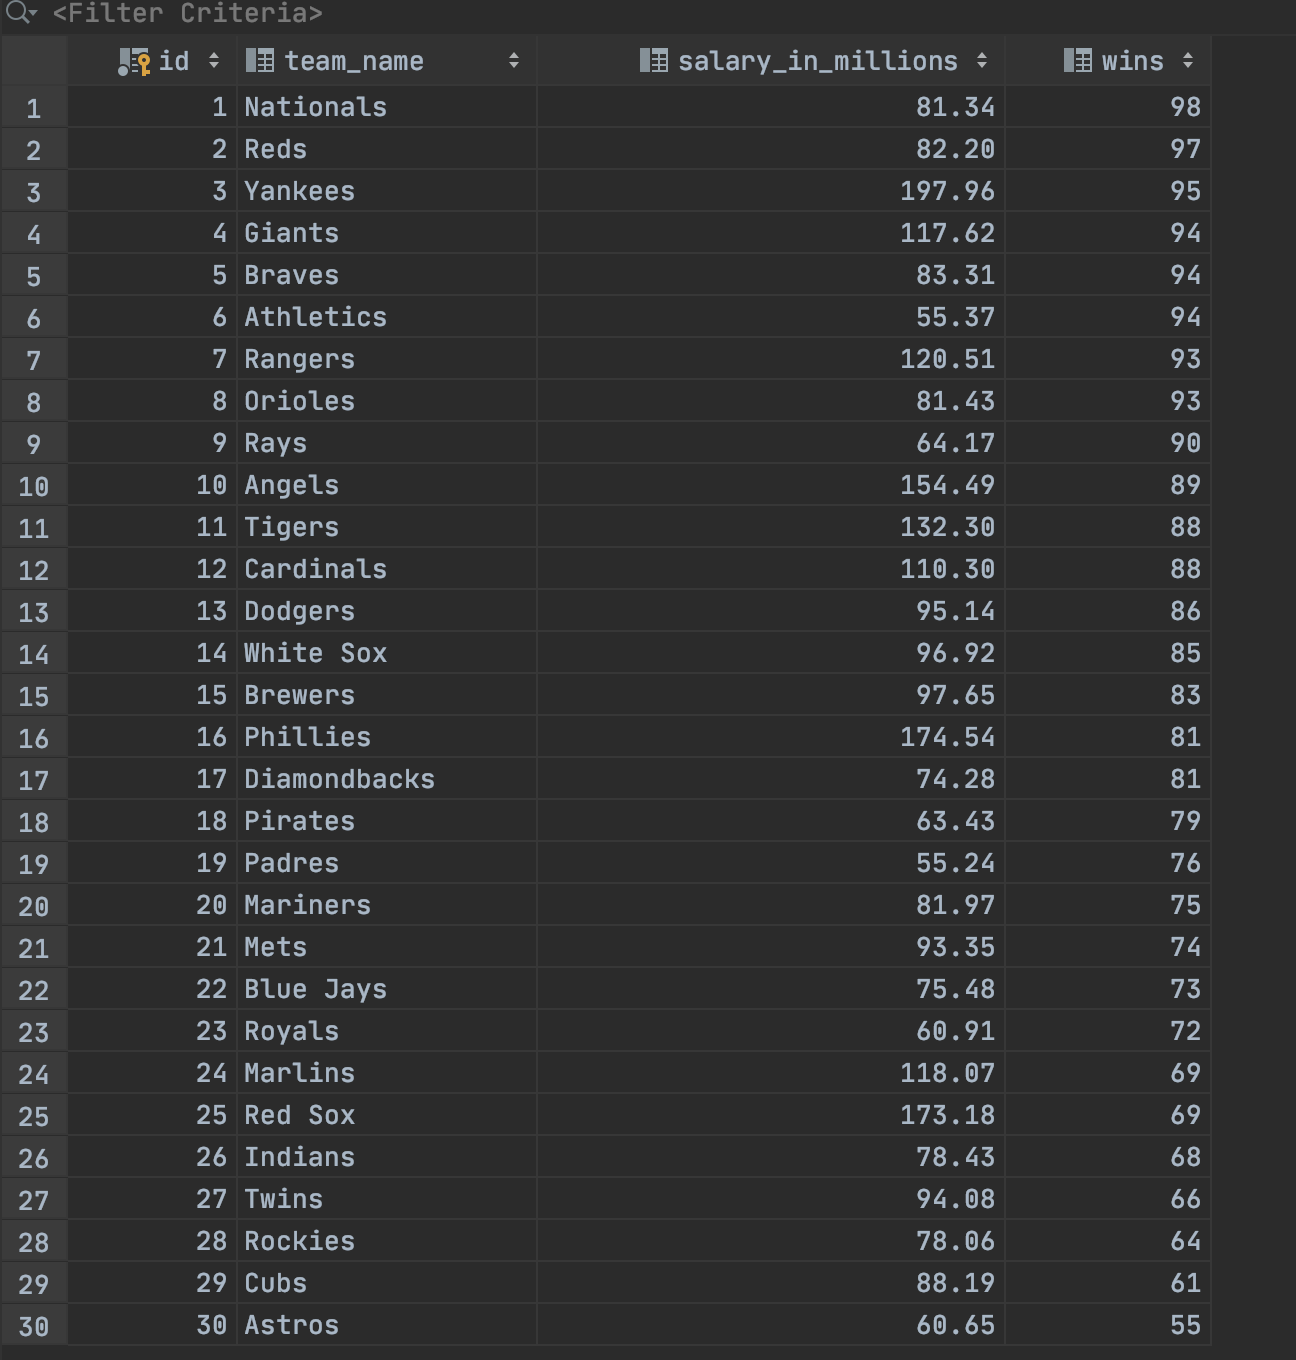 <Filter Criteria>
id team_name salary_in_millions wins
1 1 Nationals 81.34 98
2 2 Reds 82.20 97
3 3 Yankees 197.96 95
4 4 Giants 117.62 94
5 5 Braves 83.31 94
6 6 Athletics 55.37 94
7 7 Rangers 120.51 93
8 8 Orioles 81.43 93
9 9 Rays 64.17 90
10 10 Angels 154.49 89
11 11 Tigers 132.30 88
12 12 Cardinals 110.30 88
13 13 Dodgers 95.14 86
14 14 White Sox 96.92 85
15 15 Brewers 97.65 83
16 16 Phillies 174.54 81
17 17 Diamondbacks 74.28 81
18 18 Pirates 63.43 79
19 19 Padres 55.24 76
20 20 Mariners 81.97 75
21 21 Mets 93.35 74
22 22 Blue Jays 75.48 73
23 23 Royals 60.91 72
24 24 Marlins 118.07 69
25 25 Red Sox 173.18 69
26 26 Indians 78.43 68
27 27 Twins 94.08 66
28 28 Rockies 78.06 64
29 29 Cubs 88.19 61
30 30 Astros 60.65 55